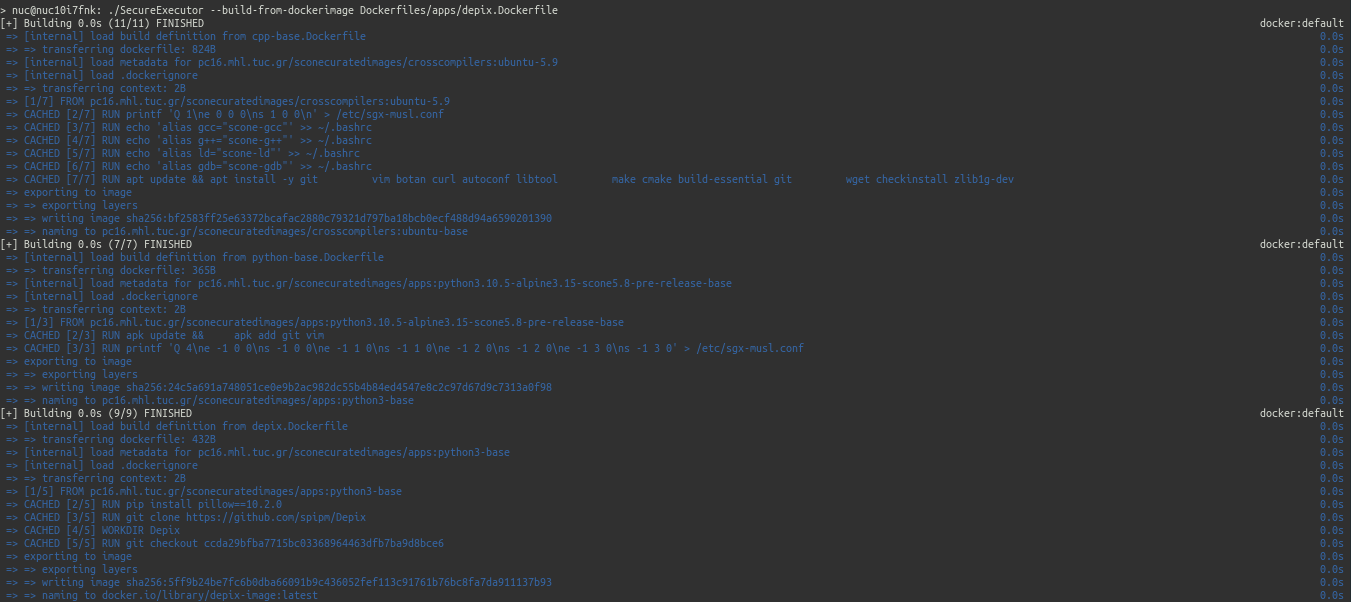 > nuc@nuc10i7fnk: ./SecureExecutor --build-from-dockerimage Dockerfiles/apps/depix.Dockerfile
[+] Building 0.0s (11/11) FINISHED docker:default
=> [internal] load build definition from cpp-base.Dockerfile 0.0s
=> => transferring dockerfile: 824B 0.0s
=> [internal] load metadata for pc16.mhl.tuc.gr/sconecuratedimages/crosscompilers:ubuntu-5.9 0.0s
=> [internal] load .dockerignore 0.0s
=> => transferring context: 2B 0.0s
=> [1/7] FROM pc16.mhl.tuc.gr/sconecuratedimages/crosscompilers:ubuntu-5.9 0.0s
=> CACHED [2/7] RUN printf 'Q 1\ne 0 0 0\ns 1 0 0\n' > /etc/sgx-musl.conf 0.0s
=> CACHED [3/7] RUN echo 'alias gcc="scone-gcc"' >> ~/.bashrc 0.0s
=> CACHED [4/7] RUN echo 'alias g++="scone-g++"' >> ~/.bashrc 0.0s
=> CACHED [5/7] RUN echo 'alias ld="scone-ld"' >> ~/.bashrc 0.0s
=> CACHED [6/7] RUN echo 'alias gdb="scone-gdb"' >> ~/.bashrc 0.0s
=> CACHED [7/7] RUN apt update && apt install -y git vim botan curl autoconf libtool make cmake build-essential git wget checkinstall zlib1g-dev 0.0s
=> exporting to image 0.0s
=> => exporting layers 0.0s
=> => writing image sha256:bf2583ff25e63372bcafac2880c79321d797ba18bcb0ecf488d94a6590201390 0.0s
=> => naming to pc16.mhl.tuc.gr/sconecuratedimages/crosscompilers:ubuntu-base 0.0s
[+] Building 0.0s (7/7) FINISHED docker:default
=> [internal] load build definition from python-base.Dockerfile 0.0s
=> => transferring dockerfile: 365B 0.0s
=> [internal] load metadata for pc16.mhl.tuc.gr/sconecuratedimages/apps:python3.10.5-alpine3.15-scone5.8-pre-release-base 0.0s
=> [internal] load .dockerignore 0.0s
=> => transferring context: 2B 0.0s
=> [1/3] FROM pc16.mhl.tuc.gr/sconecuratedimages/apps:python3.10.5-alpine3.15-scone5.8-pre-release-base 0.0s
=> CACHED [2/3] RUN apk update && apk add git vim 0.0s
=> CACHED [3/3] RUN printf 'Q 4\ne -1 0 0\ns -1 0 0\ne -1 1 0\ns -1 1 0\ne -1 2 0\ns -1 2 0\ne -1 3 0\ns -1 3 0' > /etc/sgx-musl.conf 0.0s
=> exporting to image 0.0s
=> => exporting layers 0.0s
=> => writing image sha256:24c5a691a748051ce0e9b2ac982dc55b4b84ed4547e8c2c97d67d9c7313a0f98 0.0s
=> => naming to pc16.mhl.tuc.gr/sconecuratedimages/apps:python3-base 0.0s
[+] Building 0.0s (9/9) FINISHED docker:default
=> [internal] load build definition from depix.Dockerfile 0.0s
=> => transferring dockerfile: 432B 0.0s
=> [internal] load metadata for pc16.mhl.tuc.gr/sconecuratedimages/apps:python3-base 0.0s
=> [internal] load .dockerignore 0.0s
=> => transferring context: 2B 0.0s
=> [1/5] FROM pc16.mhl.tuc.gr/sconecuratedimages/apps:python3-base 0.0s
=> CACHED [2/5] RUN pip install pillow==10.2.0 0.0s
=> CACHED [3/5] RUN git clone https://github.com/spipm/Depix 0.0s
=> CACHED [4/5] WORKDIR Depix 0.0s
=> CACHED [5/5] RUN git checkout ccda29bfba7715bc03368964463dfb7ba9d8bce6 0.0s
=> exporting to image 0.0s
=> => exporting layers 0.0s
=> => writing image sha256:5ff9b24be7fc6b0dba66091b9c436052fef113c91761b76bc8fa7da911137b93 0.0s
=> => naming to docker.io/library/depix-image:latest 0.0s